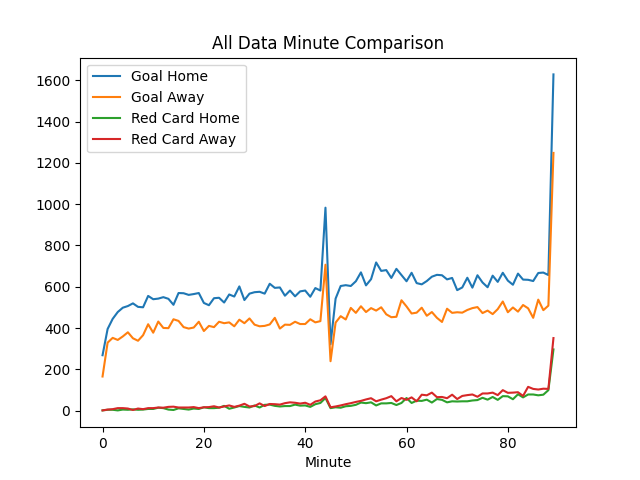 All Data Minute Comparison
Goal Home
Goal Away
Red Card Home
Red Card Away
1600
1400
1200
1000
800
600
400
200
0
0 20 40 60 80
Minute